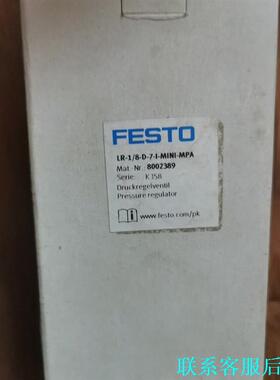 FESTO
LR-1/8-D-7-I-MINI-MPA
Mat.-Nr. 8002389
Serie: K158
Druckregelventil
Pressure regulator
www.festo.com/pk
联系客服后